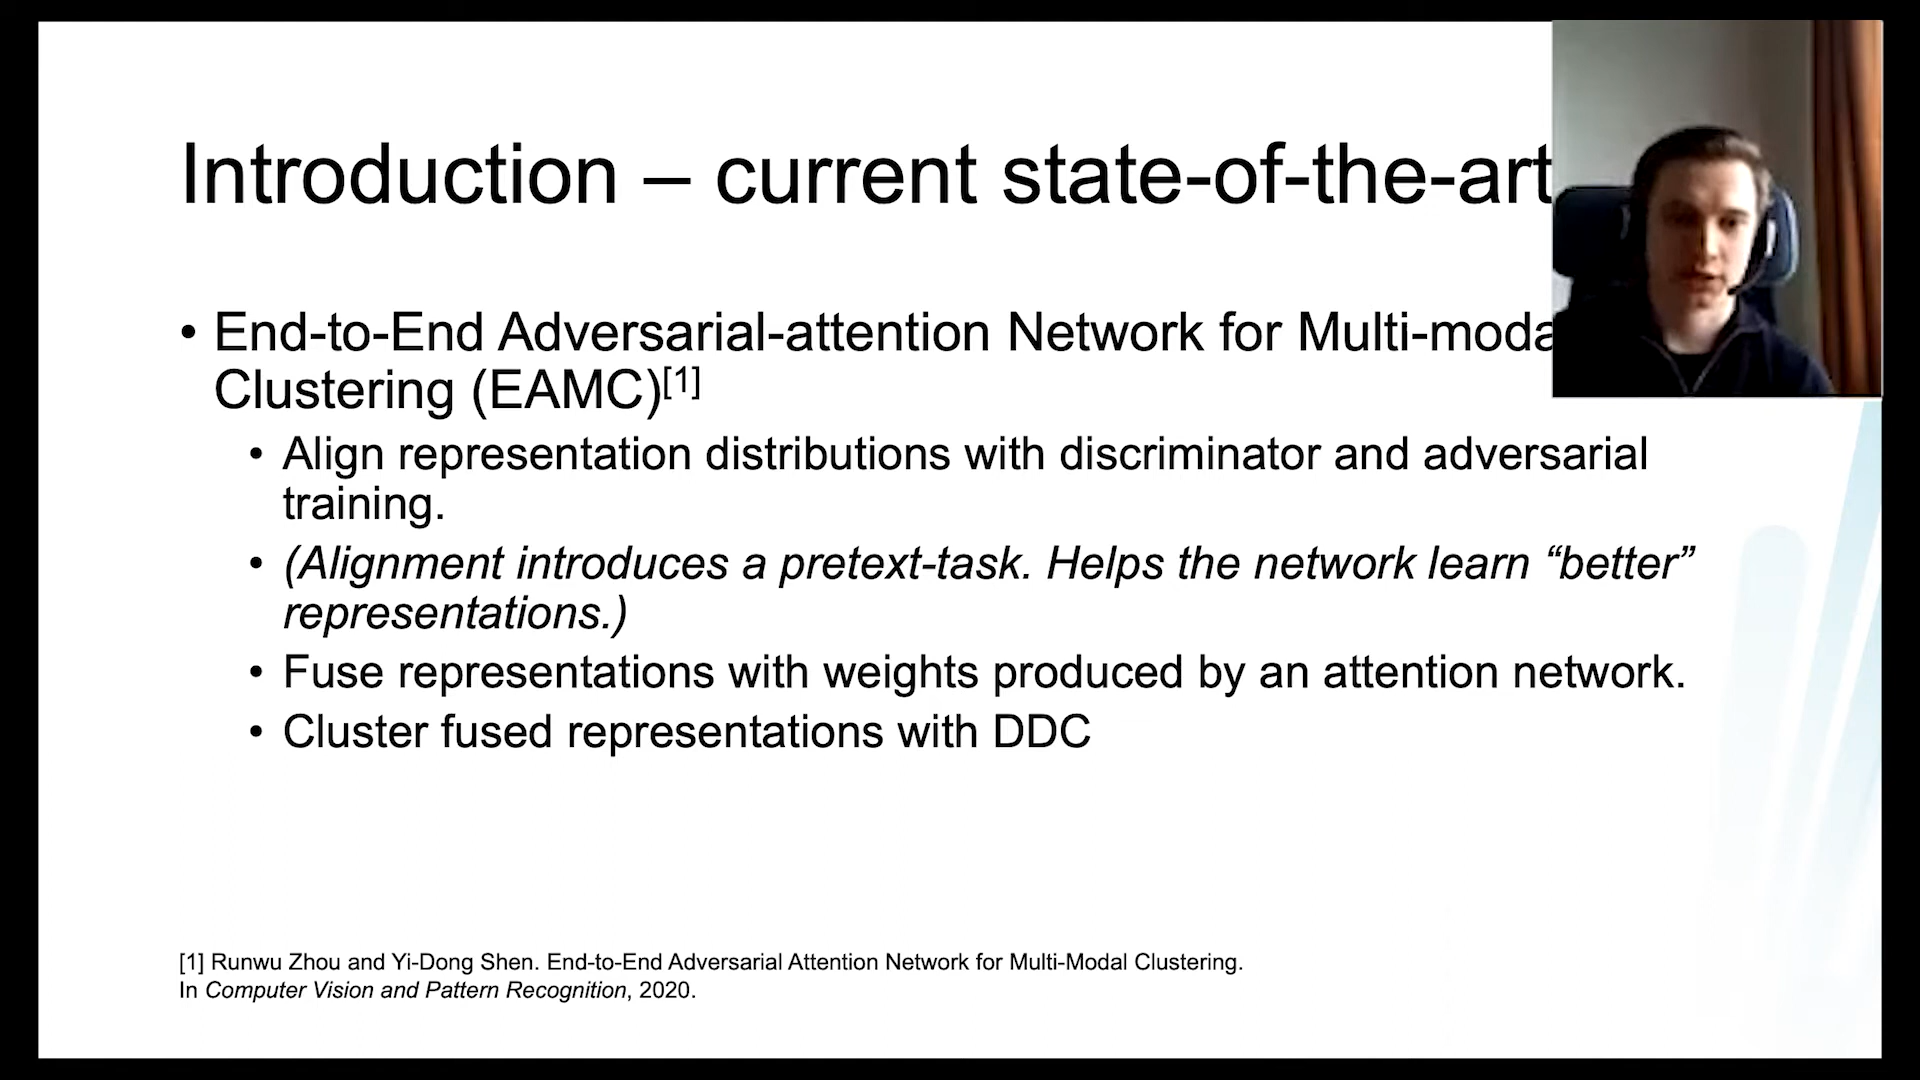 Introduction – current state-of-the-art
• End-to-End Adversarial-attention Network for Multi-moda
Clustering (EAMC)[1]
• Align representation distributions with discriminator and adversarial
training.
• (Alignment introduces a pretext-task. Helps the network learn “better”
representations.)
• Fuse representations with weights produced by an attention network.
• Cluster fused representations with DDC
[1] Runwu Zhou and Yi-Dong Shen. End-to-End Adversarial Attention Network for Multi-Modal Clustering.
In Computer Vision and Pattern Recognition, 2020.